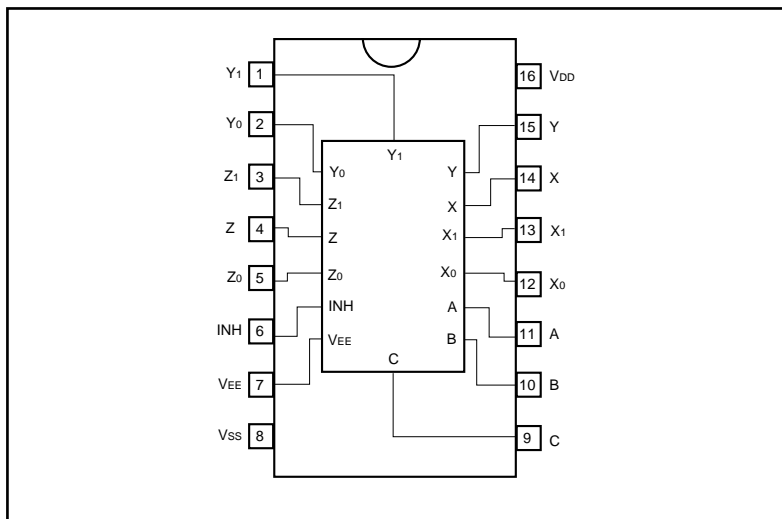 Y1 1
Y0 2
Z1 3
Z 4
Z0 5
INH 6
VEE 7
VSS 8
16 VDD
15 Y
14 X
13 X1
12 X0
11 A
10 B
9 C
Y1
Y0
Z1
Z
Z0
INH
VEE
C
Y
X
X1
X0
A
B